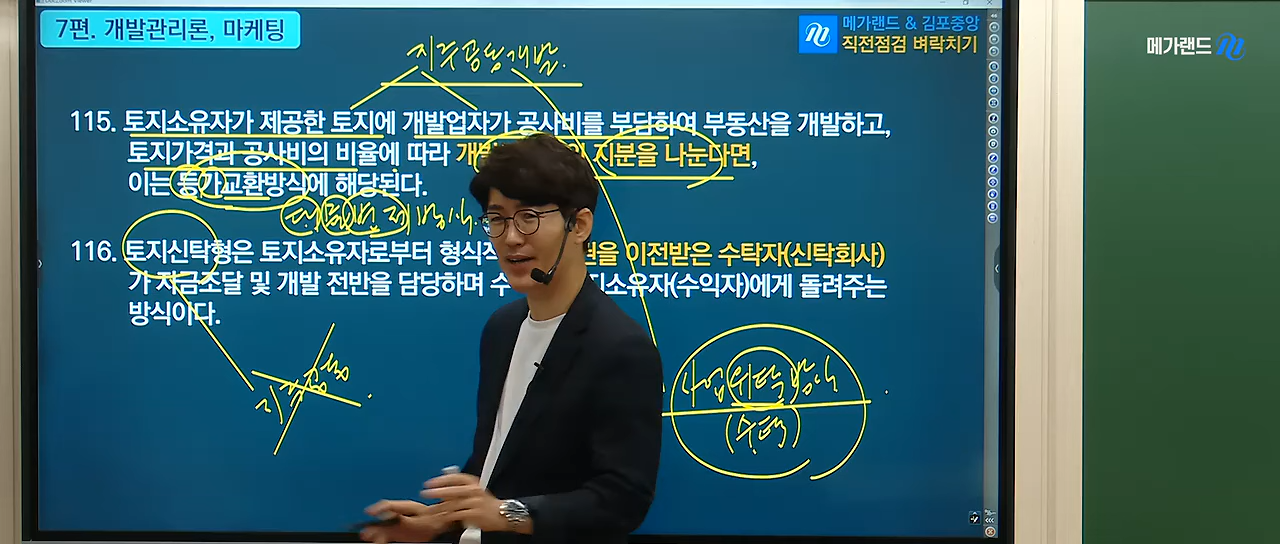 7편. 개발관리론, 마케팅
메가랜드 & 김포중앙
직전점검 벼락치기
메가랜드
지주공동개발.
115. 토지소유자가 제공한 토지에 개발업자가 공사비를 부담하여 부동산을 개발하고,
토지가격과 공사비의 비율에 따라 개발 지분을 나눈다면,
이는 등가교환방식에 해당된다.
방식.
116. 토지신탁형은 토지소유자로부터 형식적 이전받은 수탁자(신탁회사)
가 자금조달 및 개발 전반을 담당하며 수 지소유자(수익자)에게 돌려주는
방식이다.
사업위탁방식
(수탁)